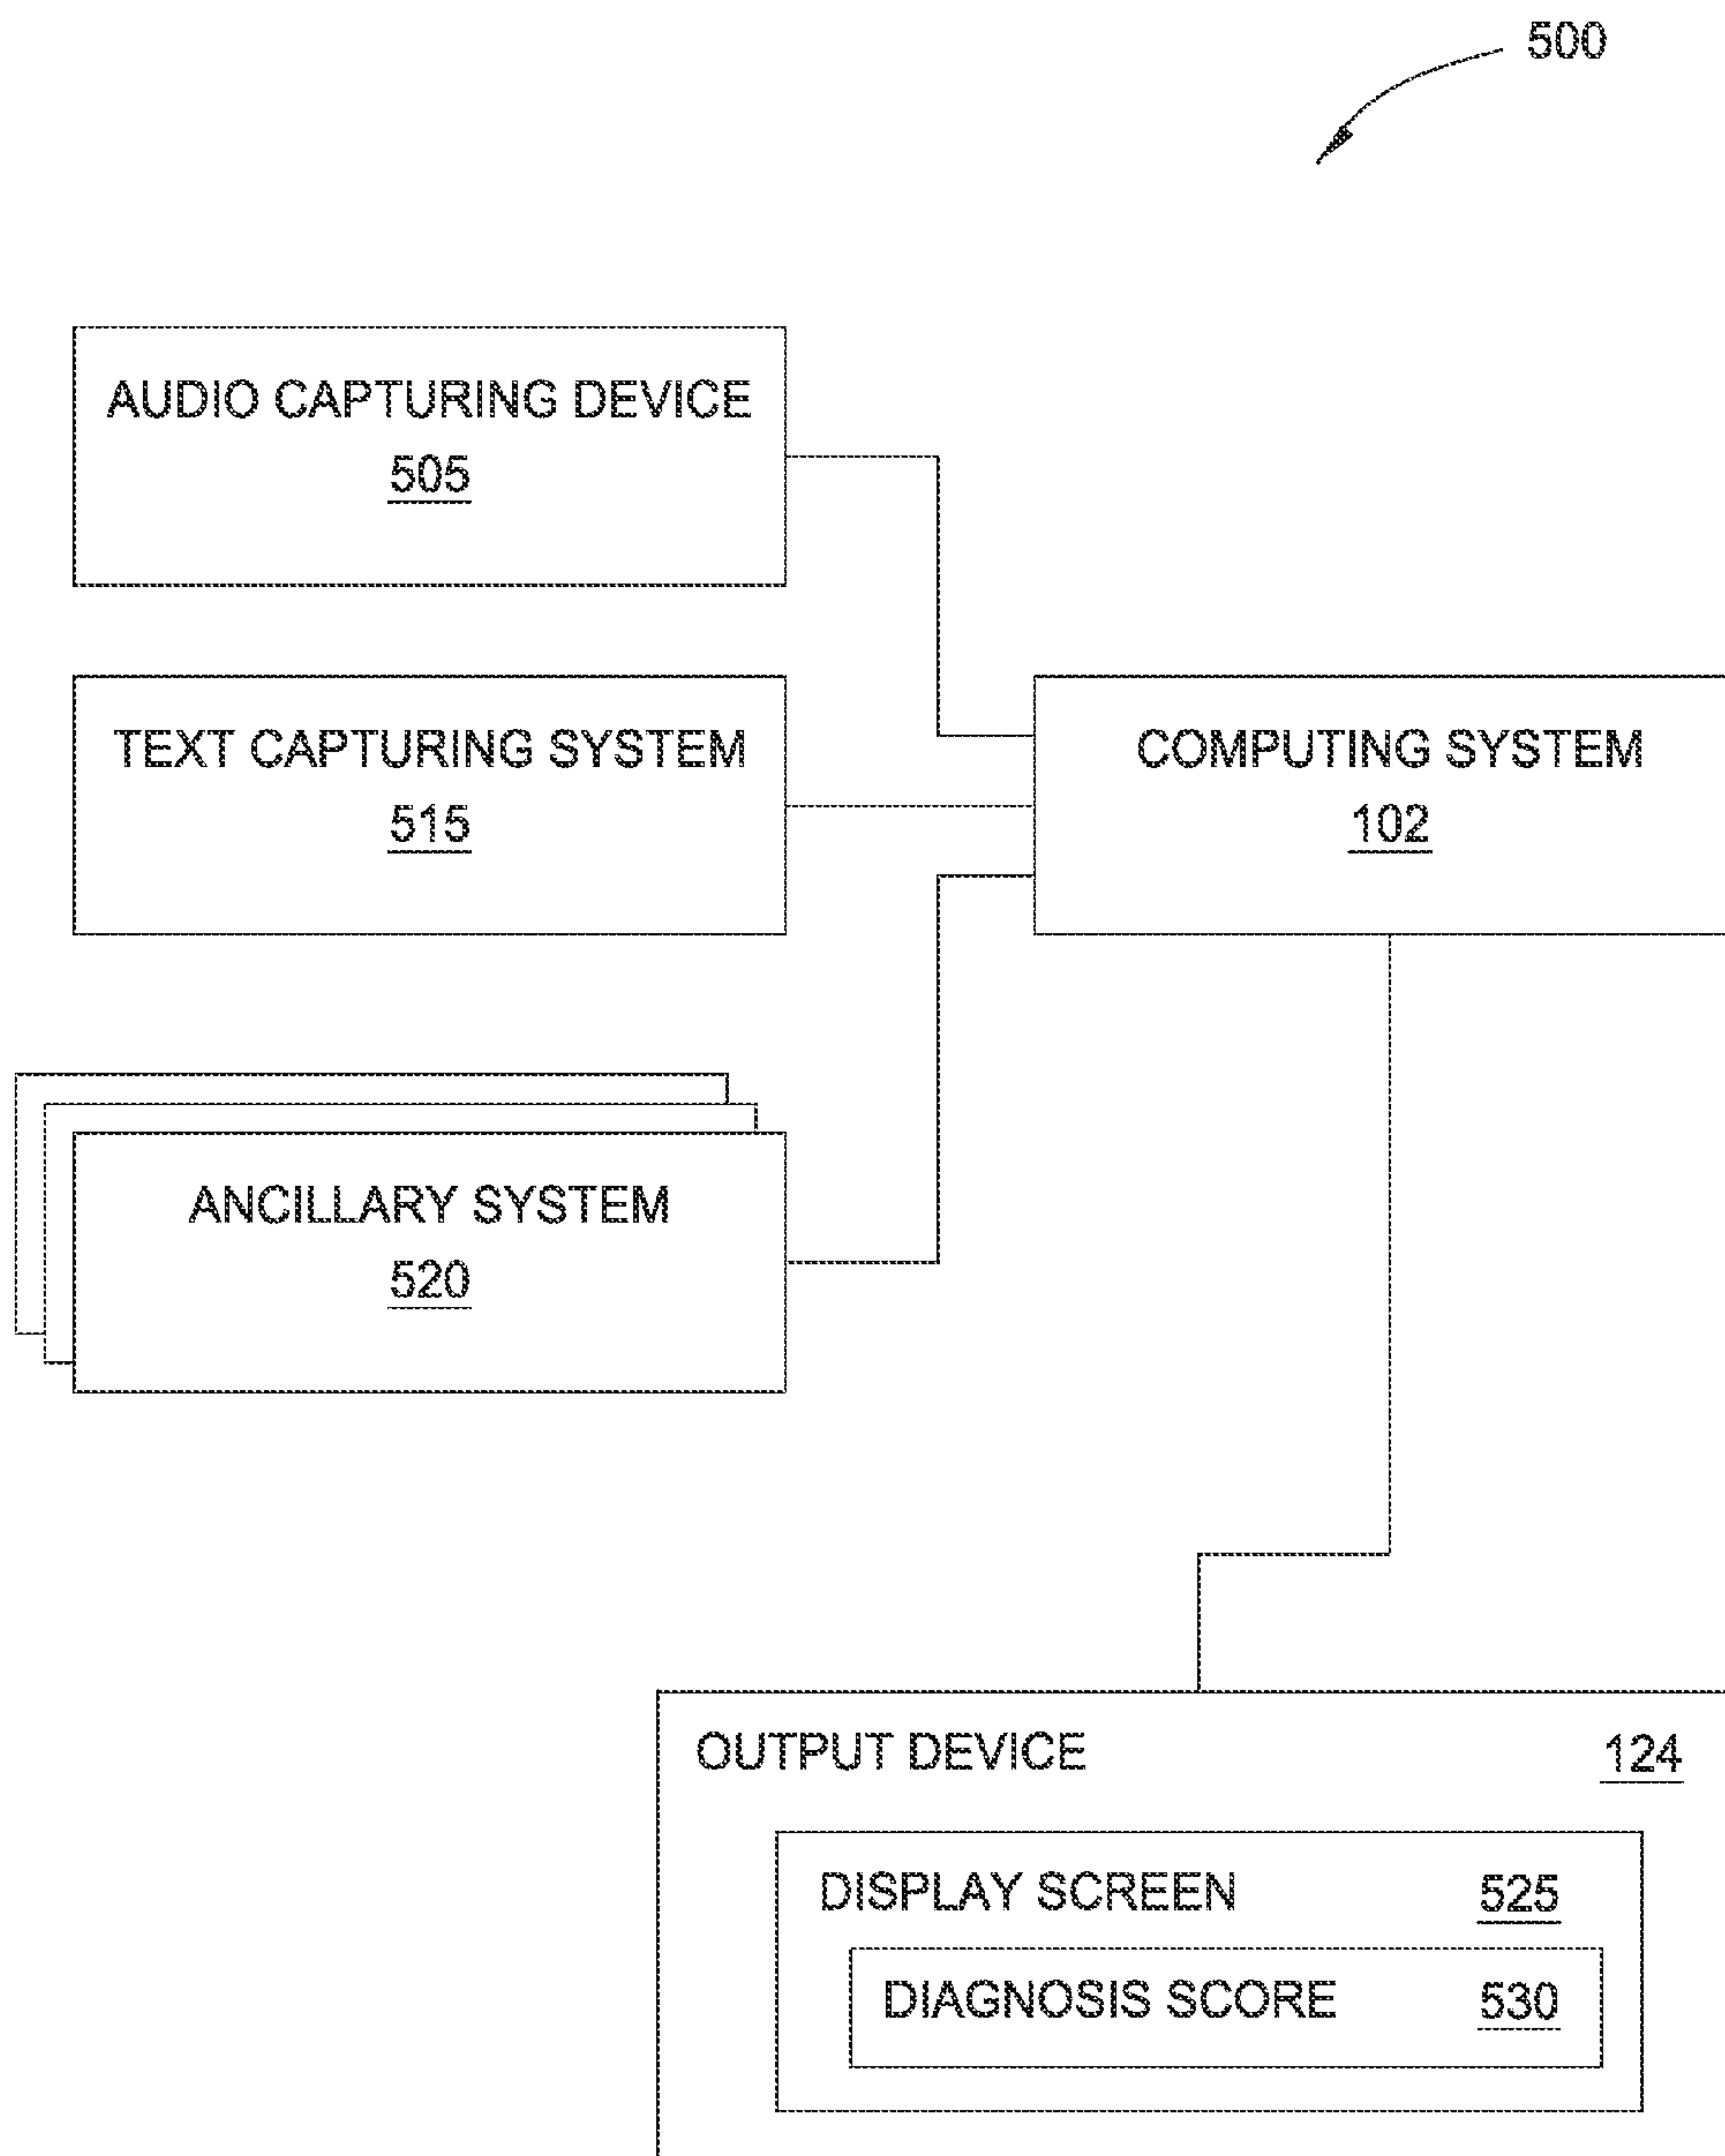 500
AUDIO CAPTURING DEVICE
505
TEXT CAPTURING SYSTEM
515
COMPUTING SYSTEM
102
ANCILLARY SYSTEM
520
OUTPUT DEVICE 124
DISPLAY SCREEN 525
DIAGNOSIS SCORE 530